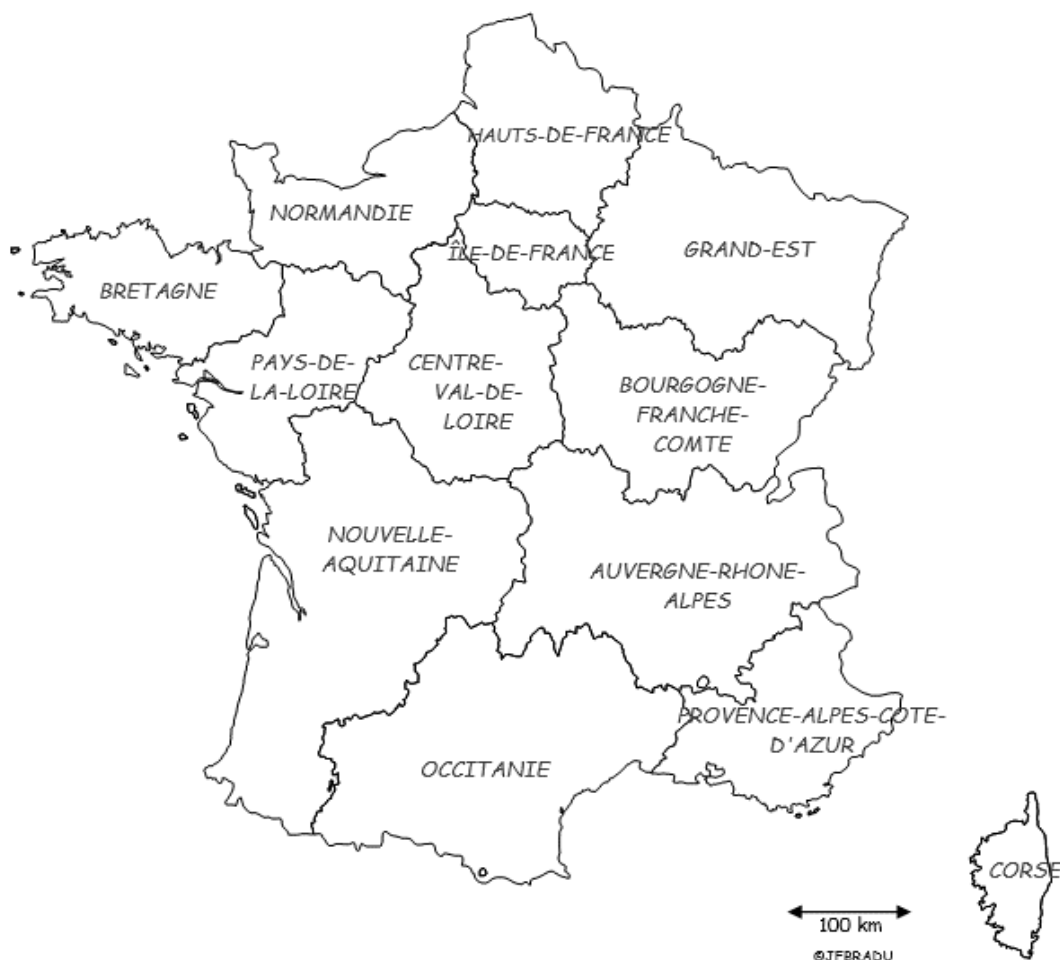 HAUTS-DE-FRANCE
NORMANDIE
ÎLE-DE-FRANCE
GRAND-EST
BRETAGNE
PAYS-DE-
LA-LOIRE
CENTRE-
VAL-DE-
LOIRE
BOURGOGNE-
FRANCHE-
COMTE
NOUVELLE-
AQUITAINE
AUVERGNE-RHONE-
ALPES
PROVENCE-ALPES-COTE-
D'AZUR
OCCITANIE
CORSE
100 km
©JFBRADU